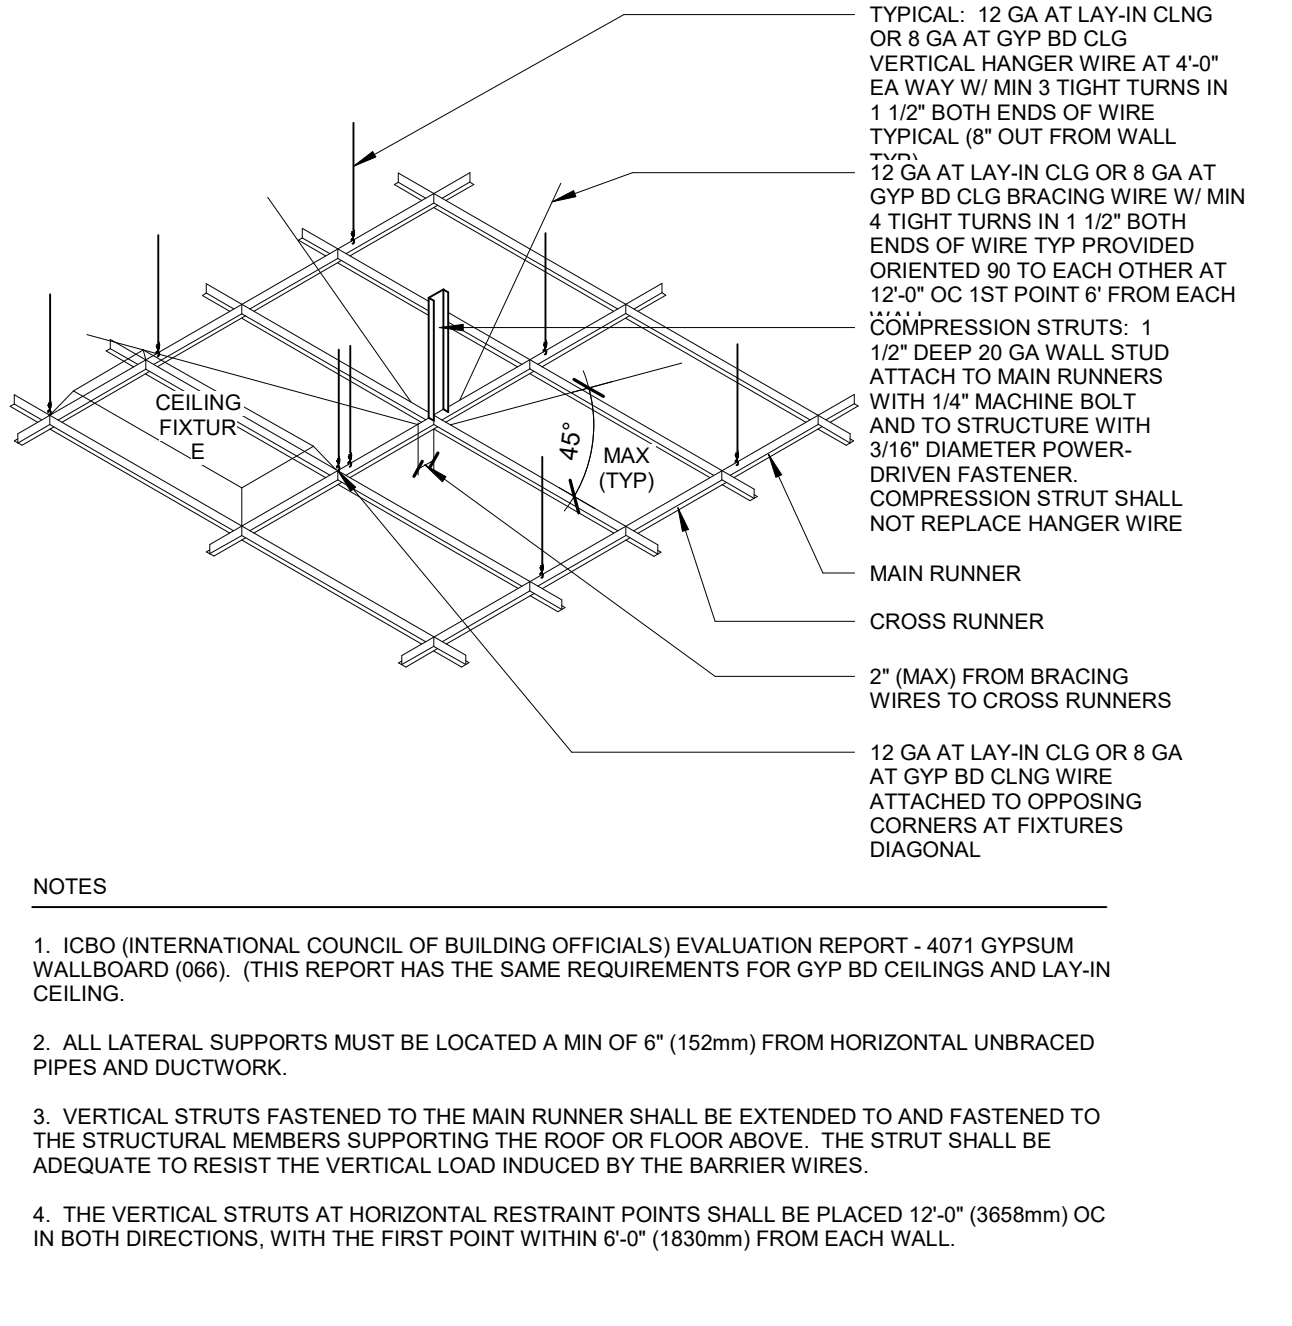 TYPICAL: 12 GA AT LAY-IN CLNG
OR 8 GA AT GYP BD CLG
VERTICAL HANGER WIRE AT 4'-0"
EA WAY W/ MIN 3 TIGHT TURNS IN
1 1/2" BOTH ENDS OF WIRE
TYPICAL (8" OUT FROM WALL
12 GA AT LAY-IN CLG OR 8 GA AT
GYP BD CLG BRACING WIRE W/ MIN
4 TIGHT TURNS IN 1 1/2" BOTH
ENDS OF WIRE TYP PROVIDED
ORIENTED 90 TO EACH OTHER AT
12'-0" OC 1ST POINT 6' FROM EACH
COMPRESSION STRUTS: 1
1/2" DEEP 20 GA WALL STUD
ATTACH TO MAIN RUNNERS
WITH 1/4" MACHINE BOLT
AND TO STRUCTURE WITH
3/16" DIAMETER POWER-
DRIVEN FASTENER.
COMPRESSION STRUT SHALL
NOT REPLACE HANGER WIRE
CEILING
FIXTUR
E
45°
MAX
(TYP)
MAIN RUNNER
CROSS RUNNER
2" (MAX) FROM BRACING
WIRES TO CROSS RUNNERS
12 GA AT LAY-IN CLG OR 8 GA
AT GYP BD CLNG WIRE
ATTACHED TO OPPOSING
CORNERS AT FIXTURES
DIAGONAL
NOTES
1. ICBO (INTERNATIONAL COUNCIL OF BUILDING OFFICIALS) EVALUATION REPORT - 4071 GYPSUM
WALLBOARD (066). (THIS REPORT HAS THE SAME REQUIREMENTS FOR GYP BD CEILINGS AND LAY-IN
CEILING.
2. ALL LATERAL SUPPORTS MUST BE LOCATED A MIN OF 6" (152mm) FROM HORIZONTAL UNBRACED
PIPES AND DUCTWORK.
3. VERTICAL STRUTS FASTENED TO THE MAIN RUNNER SHALL BE EXTENDED TO AND FASTENED TO
THE STRUCTURAL MEMBERS SUPPORTING THE ROOF OR FLOOR ABOVE. THE STRUT SHALL BE
ADEQUATE TO RESIST THE VERTICAL LOAD INDUCED BY THE BARRIER WIRES.
4. THE VERTICAL STRUTS AT HORIZONTAL RESTRAINT POINTS SHALL BE PLACED 12'-0" (3658mm) OC
IN BOTH DIRECTIONS, WITH THE FIRST POINT WITHIN 6'-0" (1830mm) FROM EACH WALL.